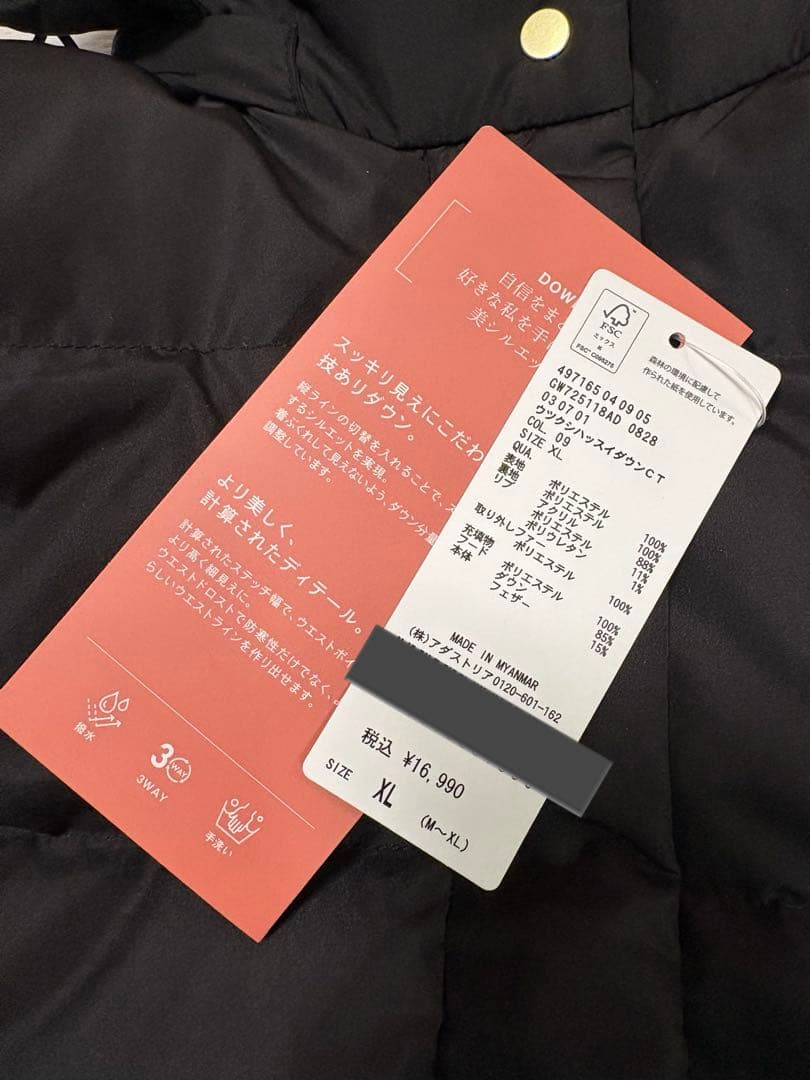 DOW
自信をまと
好きな私を手
美シルエッ
スッキリ見えにこだわ
技ありダウン。
縦ラインの切替を入れることで、ス
するシルエットを実現。
着ぶくれして見えないよう、ダウン分量
調整しています。
より美しく、
計算されたディテール。
計算されたステッチ幅で、ウエストポイ
より高く細見えに。
ウエストドロストで防寒性だけでなく、
らしいウエストラインを作り出せます。
撥水
3WAY
3WAY
手洗い
FSC
ミックス
紙
FSC® C095275
森林の環境に配慮して
作られた紙を使用しています。
497165 04 09 05
GW725118AD 0828
03 07 01
ウツクシハッスイダウンCT
COL. 09
SIZE XL
QUA.
表地 ポリエステル 100%
裏地 ポリエステル 100%
リブ アクリル 88%
ポリエステル 11%
ポリウレタン 1%
取り外しファー
ポリエステル 100%
充填物
フード ポリエステル 100%
本体 ダウン 85%
フェザー 15%
MADE IN MYANMAR
(株)アダストリア0120-601-162
税込 ¥16,990
SIZE XL
(M~XL)